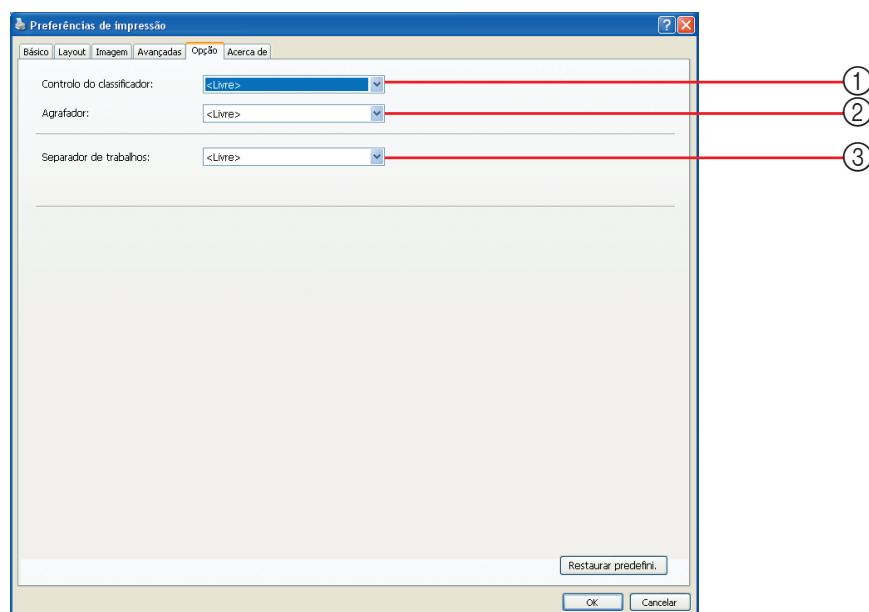 Preferências de impressão
Básico Layout Imagem Avançadas Opção Acerca de
Controlo do classificador: <Livre> 1
Agrafador: <Livre> 2
Separador de trabalhos: <Livre> 3
Restaurar predefini.
OK Cancelar